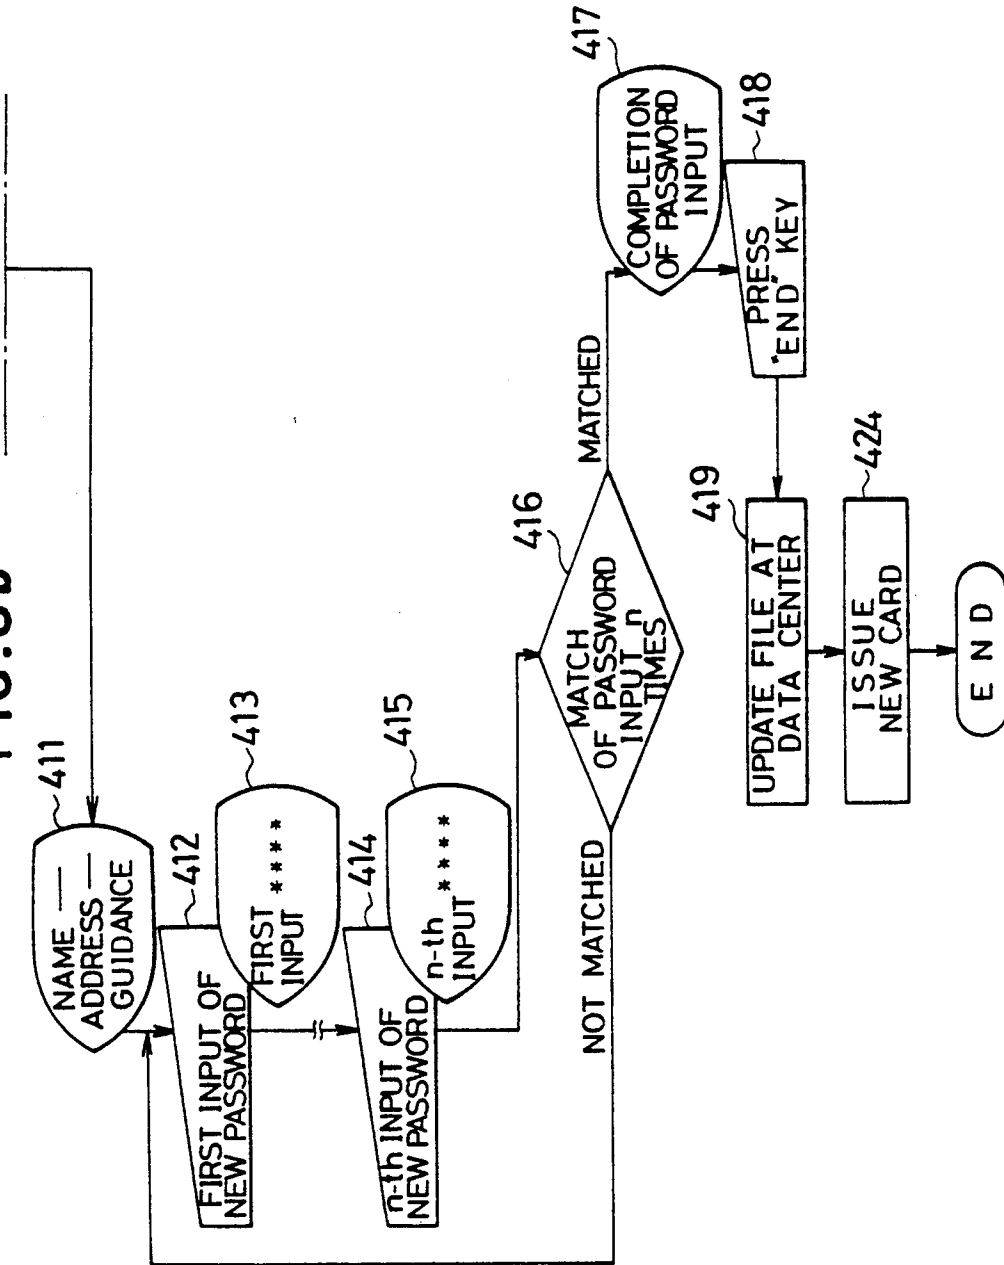 411
NAME
ADDRESS
GUIDANCE
412
FIRST INPUT OF
NEW PASSWORD
413
FIRST
INPUT ****
414
n-th INPUT OF
NEW PASSWORD
415
n-th
INPUT ****
416
MATCH
OF PASSWORD
INPUT n
TIMES
NOT MATCHED
MATCHED
417
COMPLETION
OF PASSWORD
INPUT
418
PRESS
"END" KEY
419
UPDATE FILE AT
DATA CENTER
424
ISSUE
NEW CARD
END